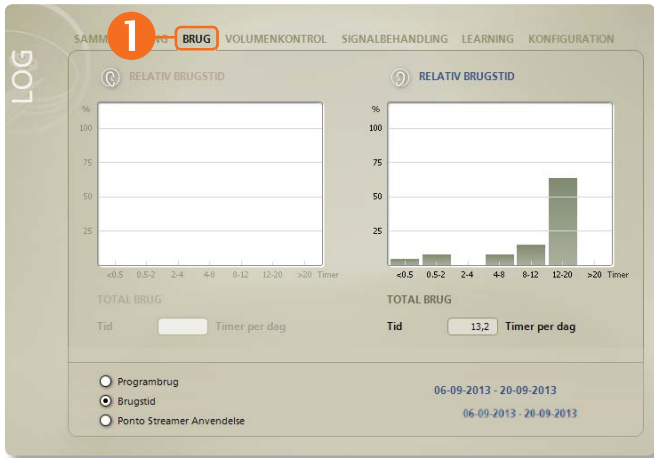 LOG
1
BRUG VOLUMENKONTROL SIGNALBEHANDLING LEARNING KONFIGURATION
RELATIV BRUGSTID
%
100
75
50
25
<0.5 0.5-2 2-4 4-8 8-12 12-20 >20 Timer
TOTAL BRUG
Tid Timer per dag
RELATIV BRUGSTID
%
100
75
50
25
<0.5 0.5-2 2-4 4-8 8-12 12-20 >20 Timer
TOTAL BRUG
Tid 13,2 Timer per dag
Programbrug
Brugstid
Ponto Streamer Anvendelse
06-09-2013 - 20-09-2013
06-09-2013 - 20-09-2013